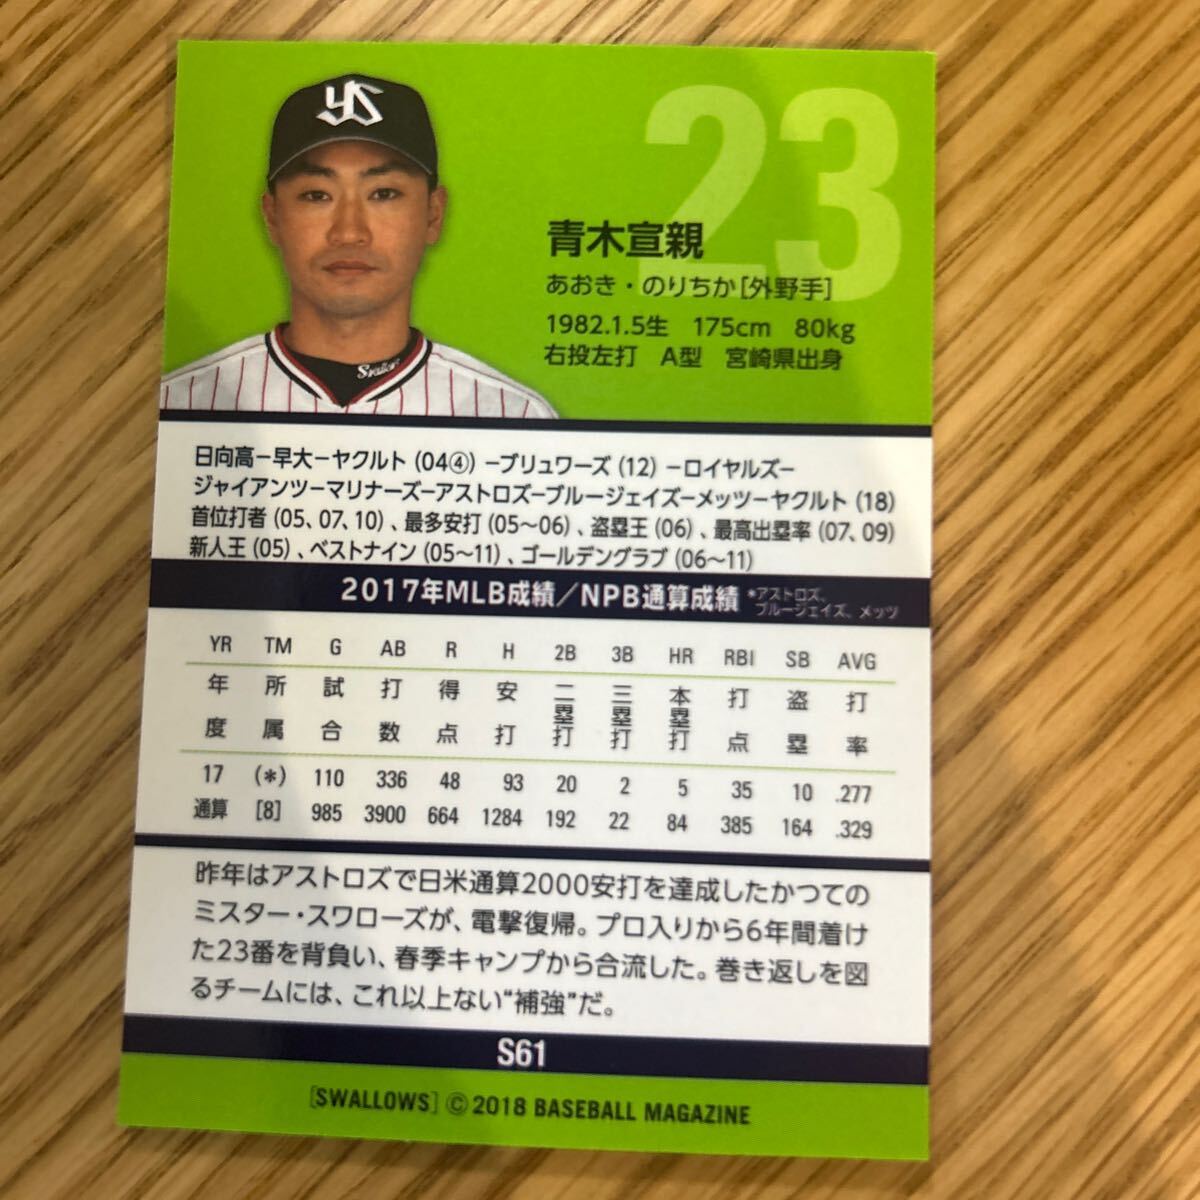 YS
23
青木宣親
あおき・のりちか[外野手]
1982.1.5生 175cm 80kg
右投左打 A型 宮崎県出身
Swallows
日向高ー早大ーヤクルト(04④)ーブリュワーズ(12)ーロイヤルズー
ジャイアンツーマリナーズーアストロズーブルージェイズーメッツーヤクルト(18)
首位打者(05、07、10)、最多安打(05〜06)、盗塁王(06)、最高出塁率(07、09)
新人王(05)、ベストナイン(05〜11)、ゴールデングラブ(06〜11)
2017年MLB成績／NPB通算成績 *アストロズ、
ブルージェイズ、メッツ
YR TM G AB R H 2B 3B HR RBI SB AVG
年度 所属 試合 打数 得点 安打 二塁打 三塁打 本塁打 打点 盗塁 打率
17 (*) 110 336 48 93 20 2 5 35 10 .277
通算 [8] 985 3900 664 1284 192 22 84 385 164 .329
昨年はアストロズで日米通算2000安打を達成したかつての
ミスター・スワローズが、電撃復帰。プロ入りから6年間着け
た23番を背負い、春季キャンプから合流した。巻き返しを図
るチームには、これ以上ない“補強”だ。
S61
[SWALLOWS] © 2018 BASEBALL MAGAZINE